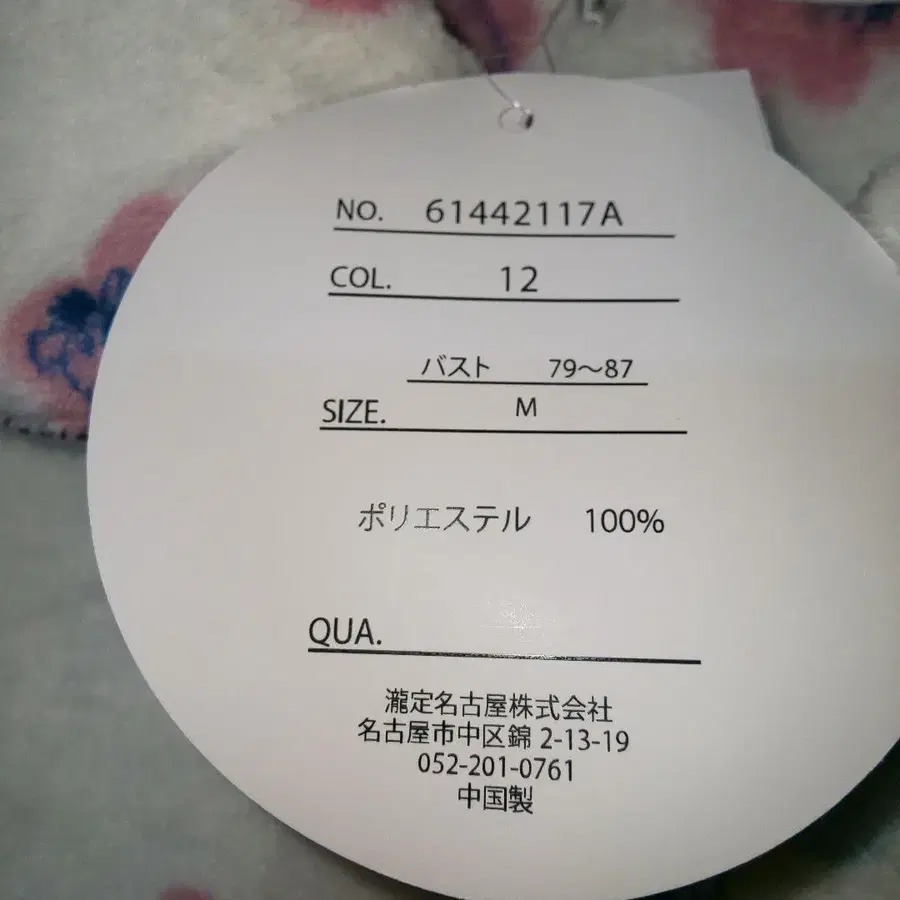 NO. 61442117A
COL. 12
バスト 79～87
SIZE. M
ポリエステル 100%
QUA.
瀧定名古屋株式会社
名古屋市中区錦 2-13-19
052-201-0761
中国製